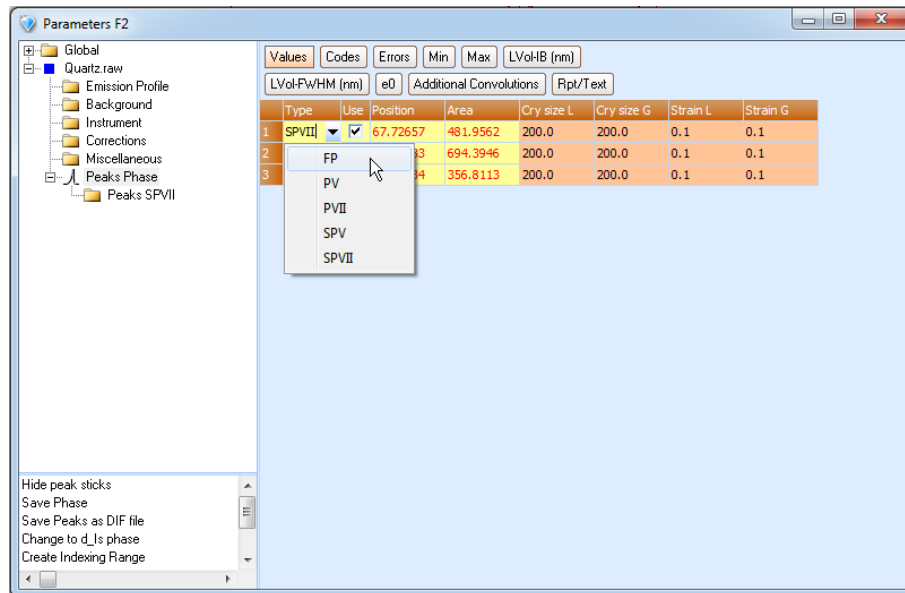 Parameters F2
Global
Quartz.raw
Emission Profile
Background
Instrument
Corrections
Miscellaneous
Peaks Phase
Peaks SPVII
Values Codes Errors Min Max LVol-IB (nm)
LVol-FWHM (nm) e0 Additional Convolutions Rpt/Text
Type Use Position Area Cry size L Cry size G Strain L Strain G
1 SPVII 67.72657 481.9562 200.0 200.0 0.1 0.1
2 33 694.3946 200.0 200.0 0.1 0.1
3 34 356.8113 200.0 200.0 0.1 0.1
FP
PV
PVII
SPV
SPVII
Hide peak sticks
Save Phase
Save Peaks as DIF file
Change to d_Is phase
Create Indexing Range